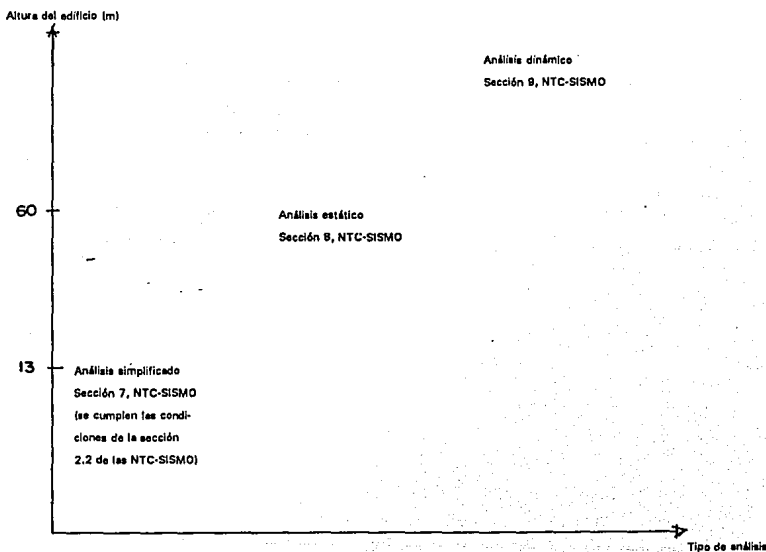 Altura del edificio (m)
Análisis dinámico
Sección 9, NTC-SISMO
60
Análisis estático
Sección 8, NTC-SISMO
13
Análisis simplificado
Sección 7, NTC-SISMO
(se cumplen las condi-
ciones de la sección
2.2 de las NTC-SISMO)
Tipo de análisis